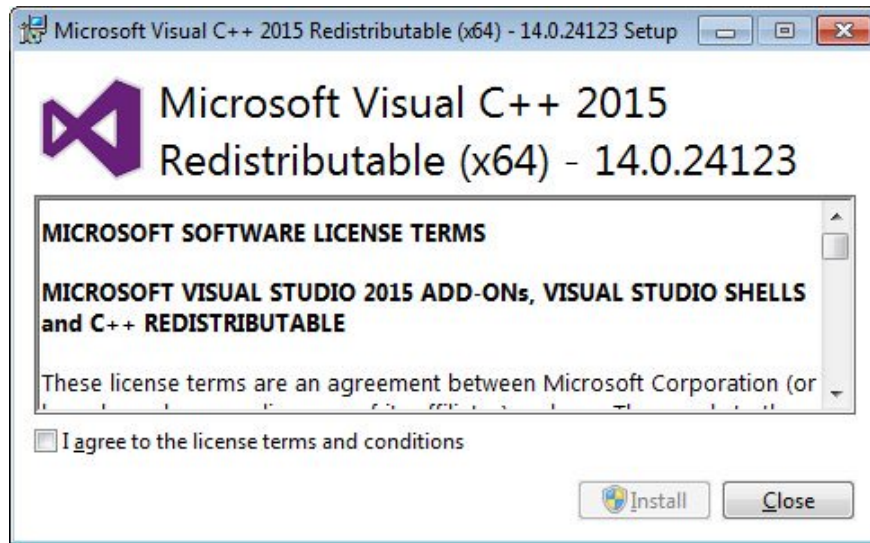 Microsoft Visual C++ 2015 Redistributable (x64) - 14.0.24123 Setup
Microsoft Visual C++ 2015
Redistributable (x64) - 14.0.24123
MICROSOFT SOFTWARE LICENSE TERMS
MICROSOFT VISUAL STUDIO 2015 ADD-ONs, VISUAL STUDIO SHELLS
and C++ REDISTRIBUTABLE
These license terms are an agreement between Microsoft Corporation (or
I agree to the license terms and conditions
Install Close